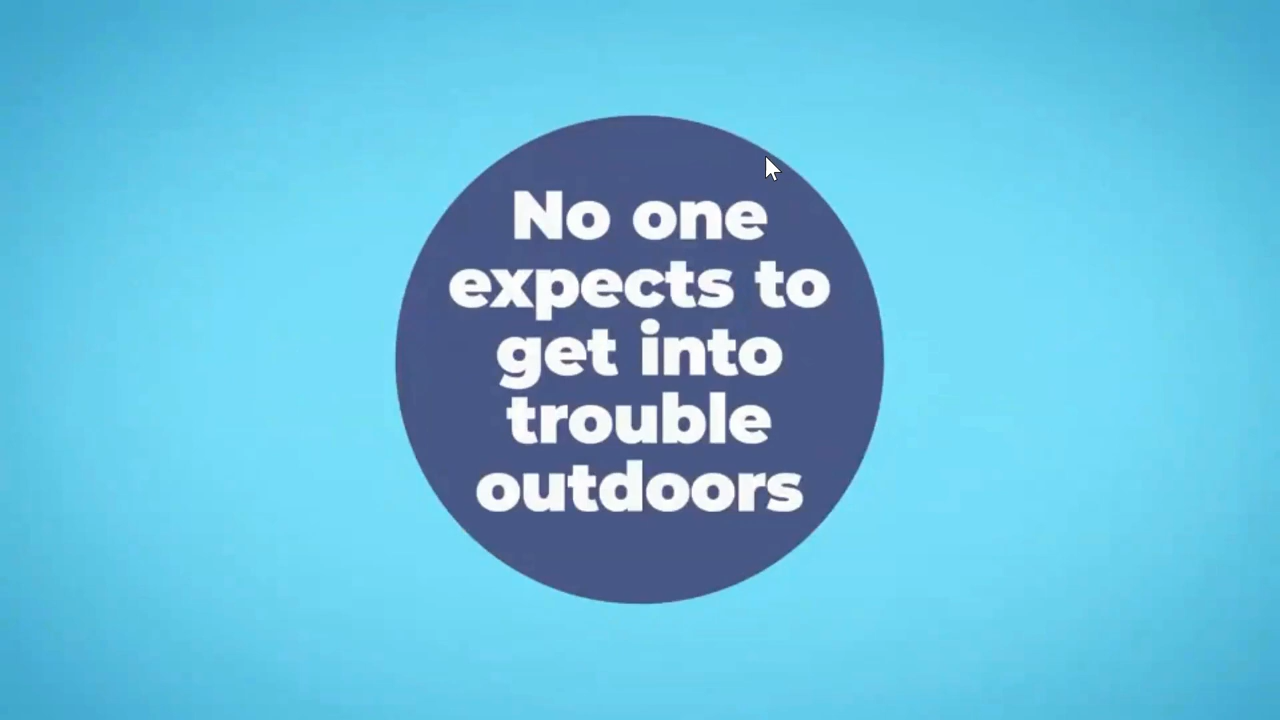 No one
expects to
get into
trouble
outdoors